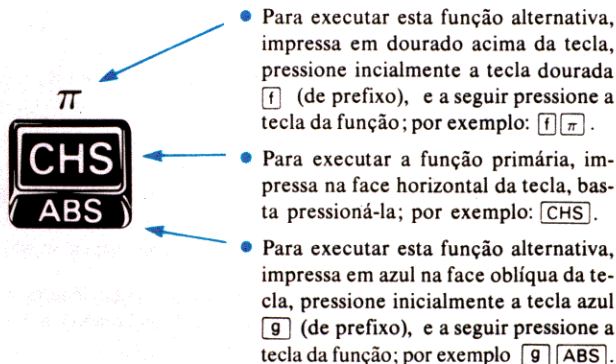 • Para executar esta função alternativa,
impressa em dourado acima da tecla,
pressione incialmente a tecla dourada
f (de prefixo), e a seguir pressione a
tecla da função; por exemplo: f π .
π
CHS
ABS
• Para executar a função primária, im-
pressa na face horizontal da tecla, bas-
ta pressioná-la; por exemplo: CHS.
• Para executar esta função alternativa,
impressa em azul na face oblíqua da te-
cla, pressione inicialmente a tecla azul
g (de prefixo), e a seguir pressione a
tecla da função; por exemplo g ABS.